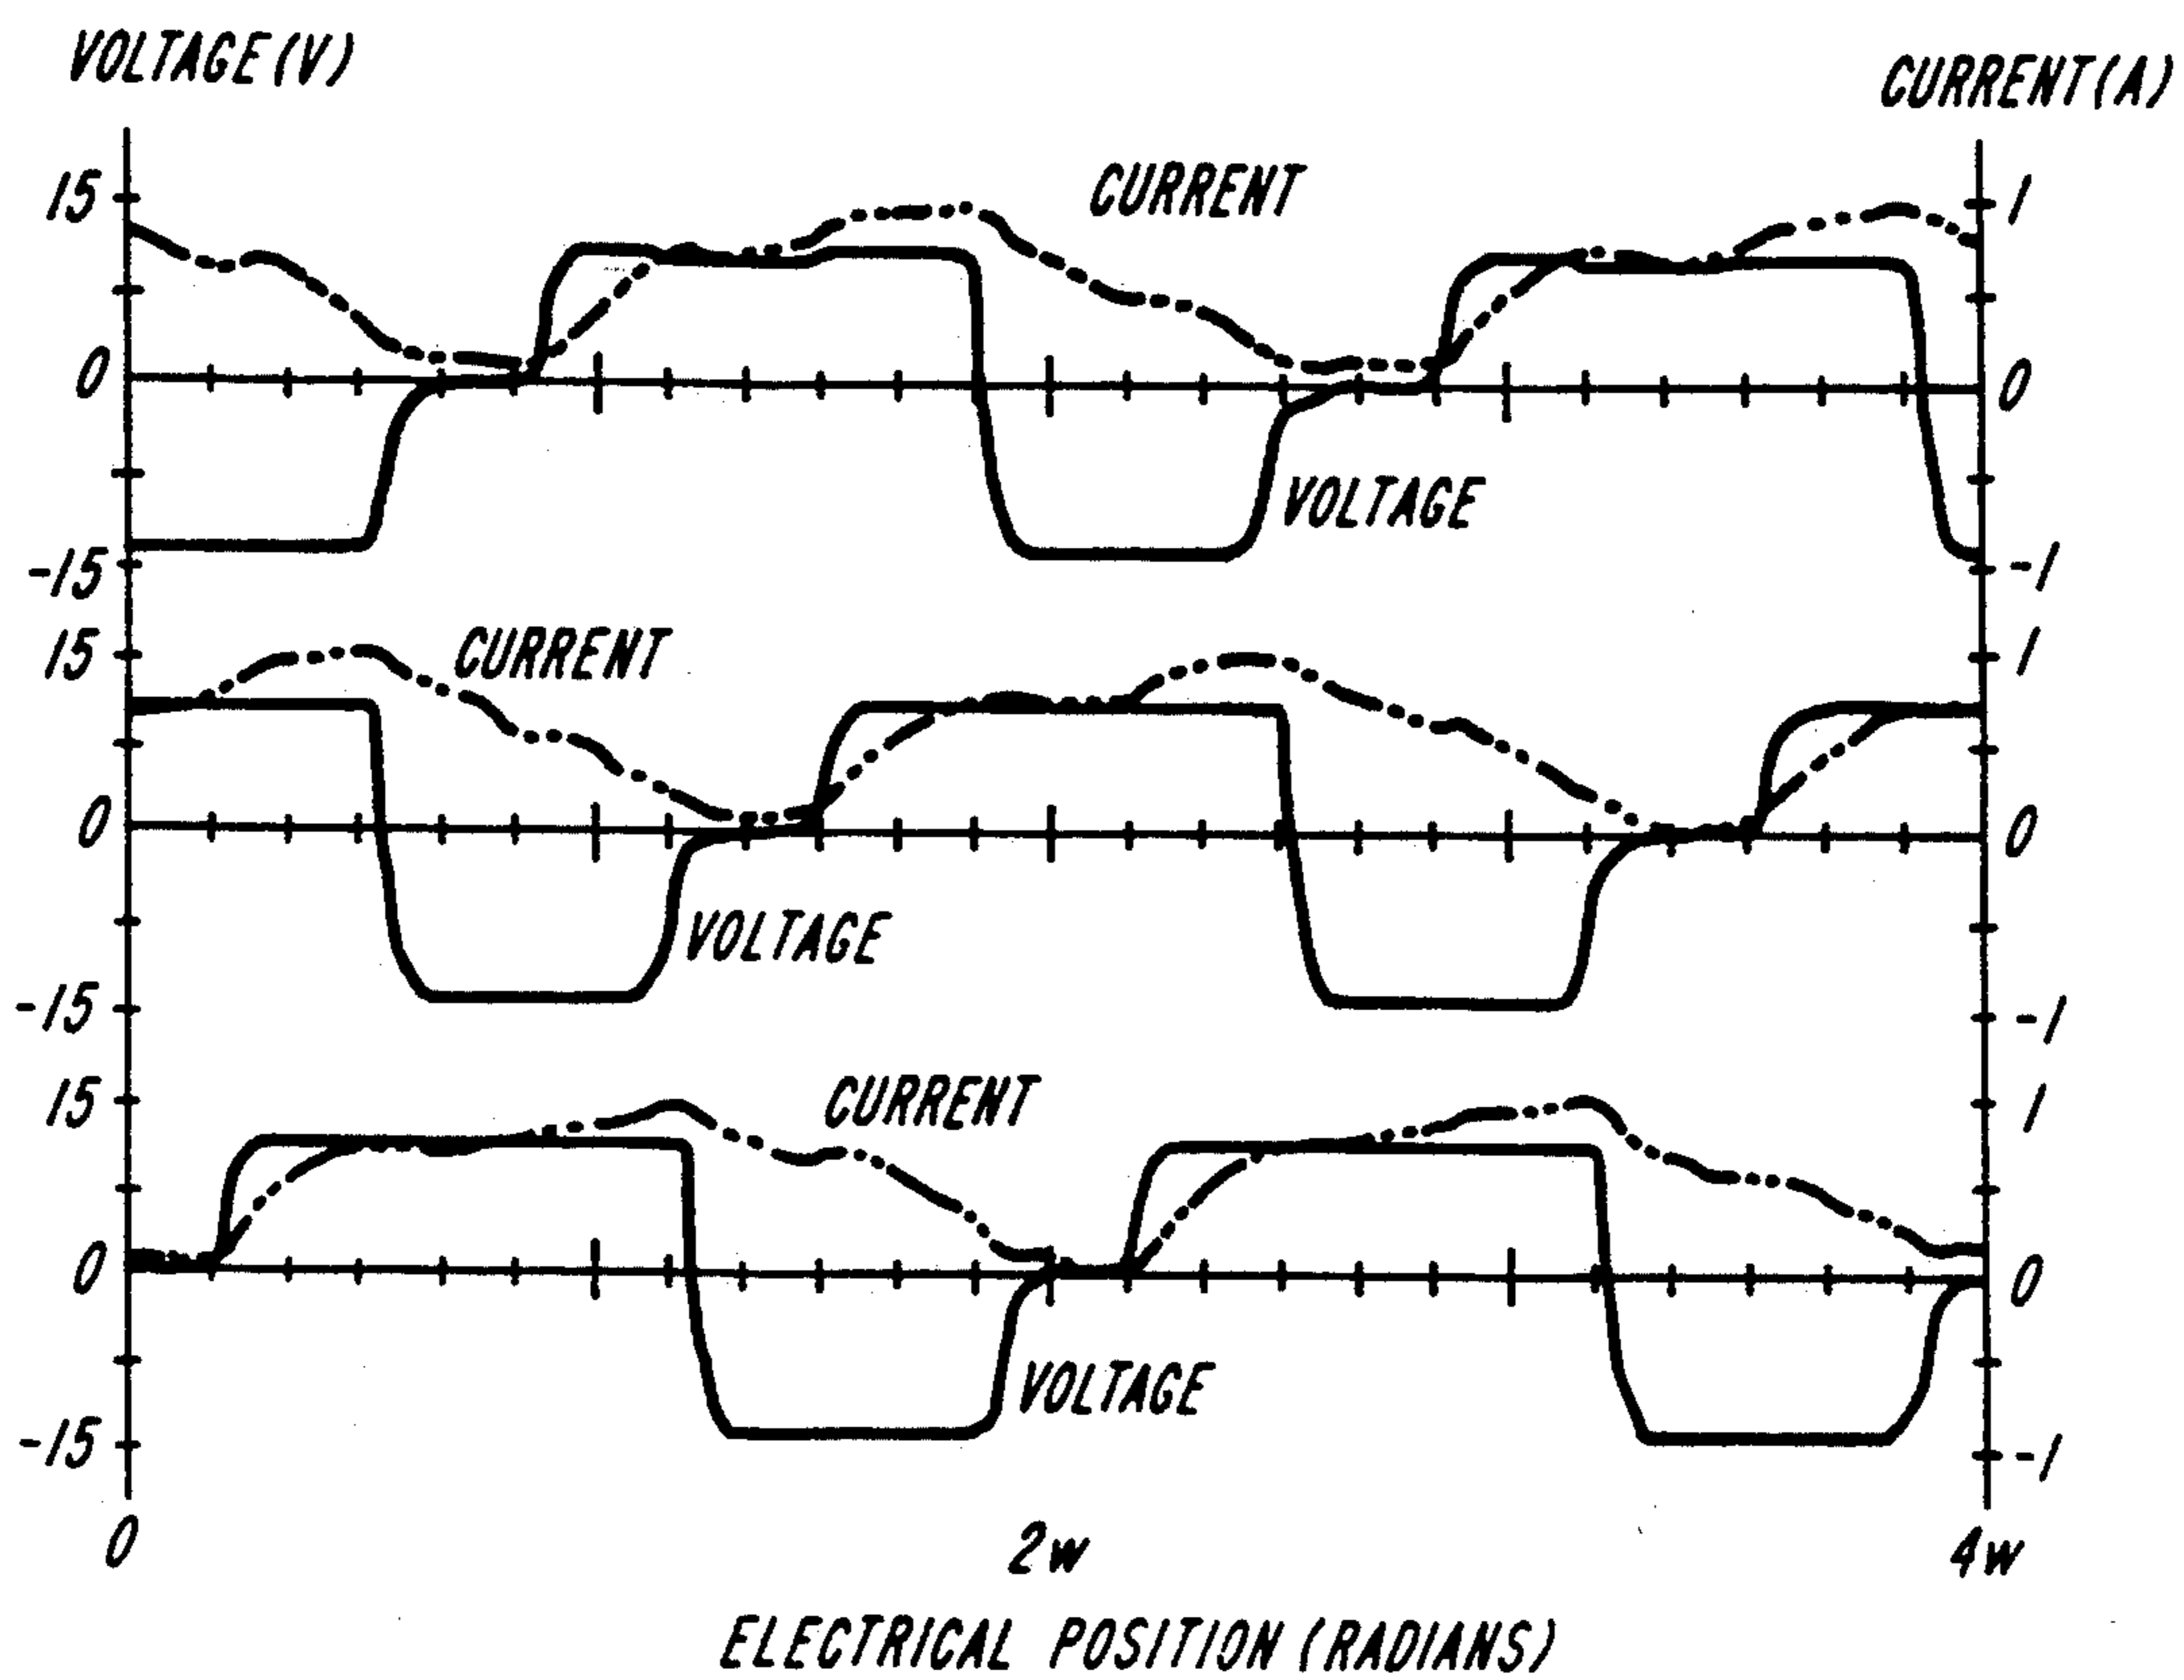 VOLTAGE (V)
CURRENT (A)
15
CURRENT
1
0
0
VOLTAGE
-15
-1
15
CURRENT
1
0
0
VOLTAGE
-15
-1
15
CURRENT
1
0
0
VOLTAGE
-15
-1
0
2w
4w
ELECTRICAL POSITION (RADIANS)